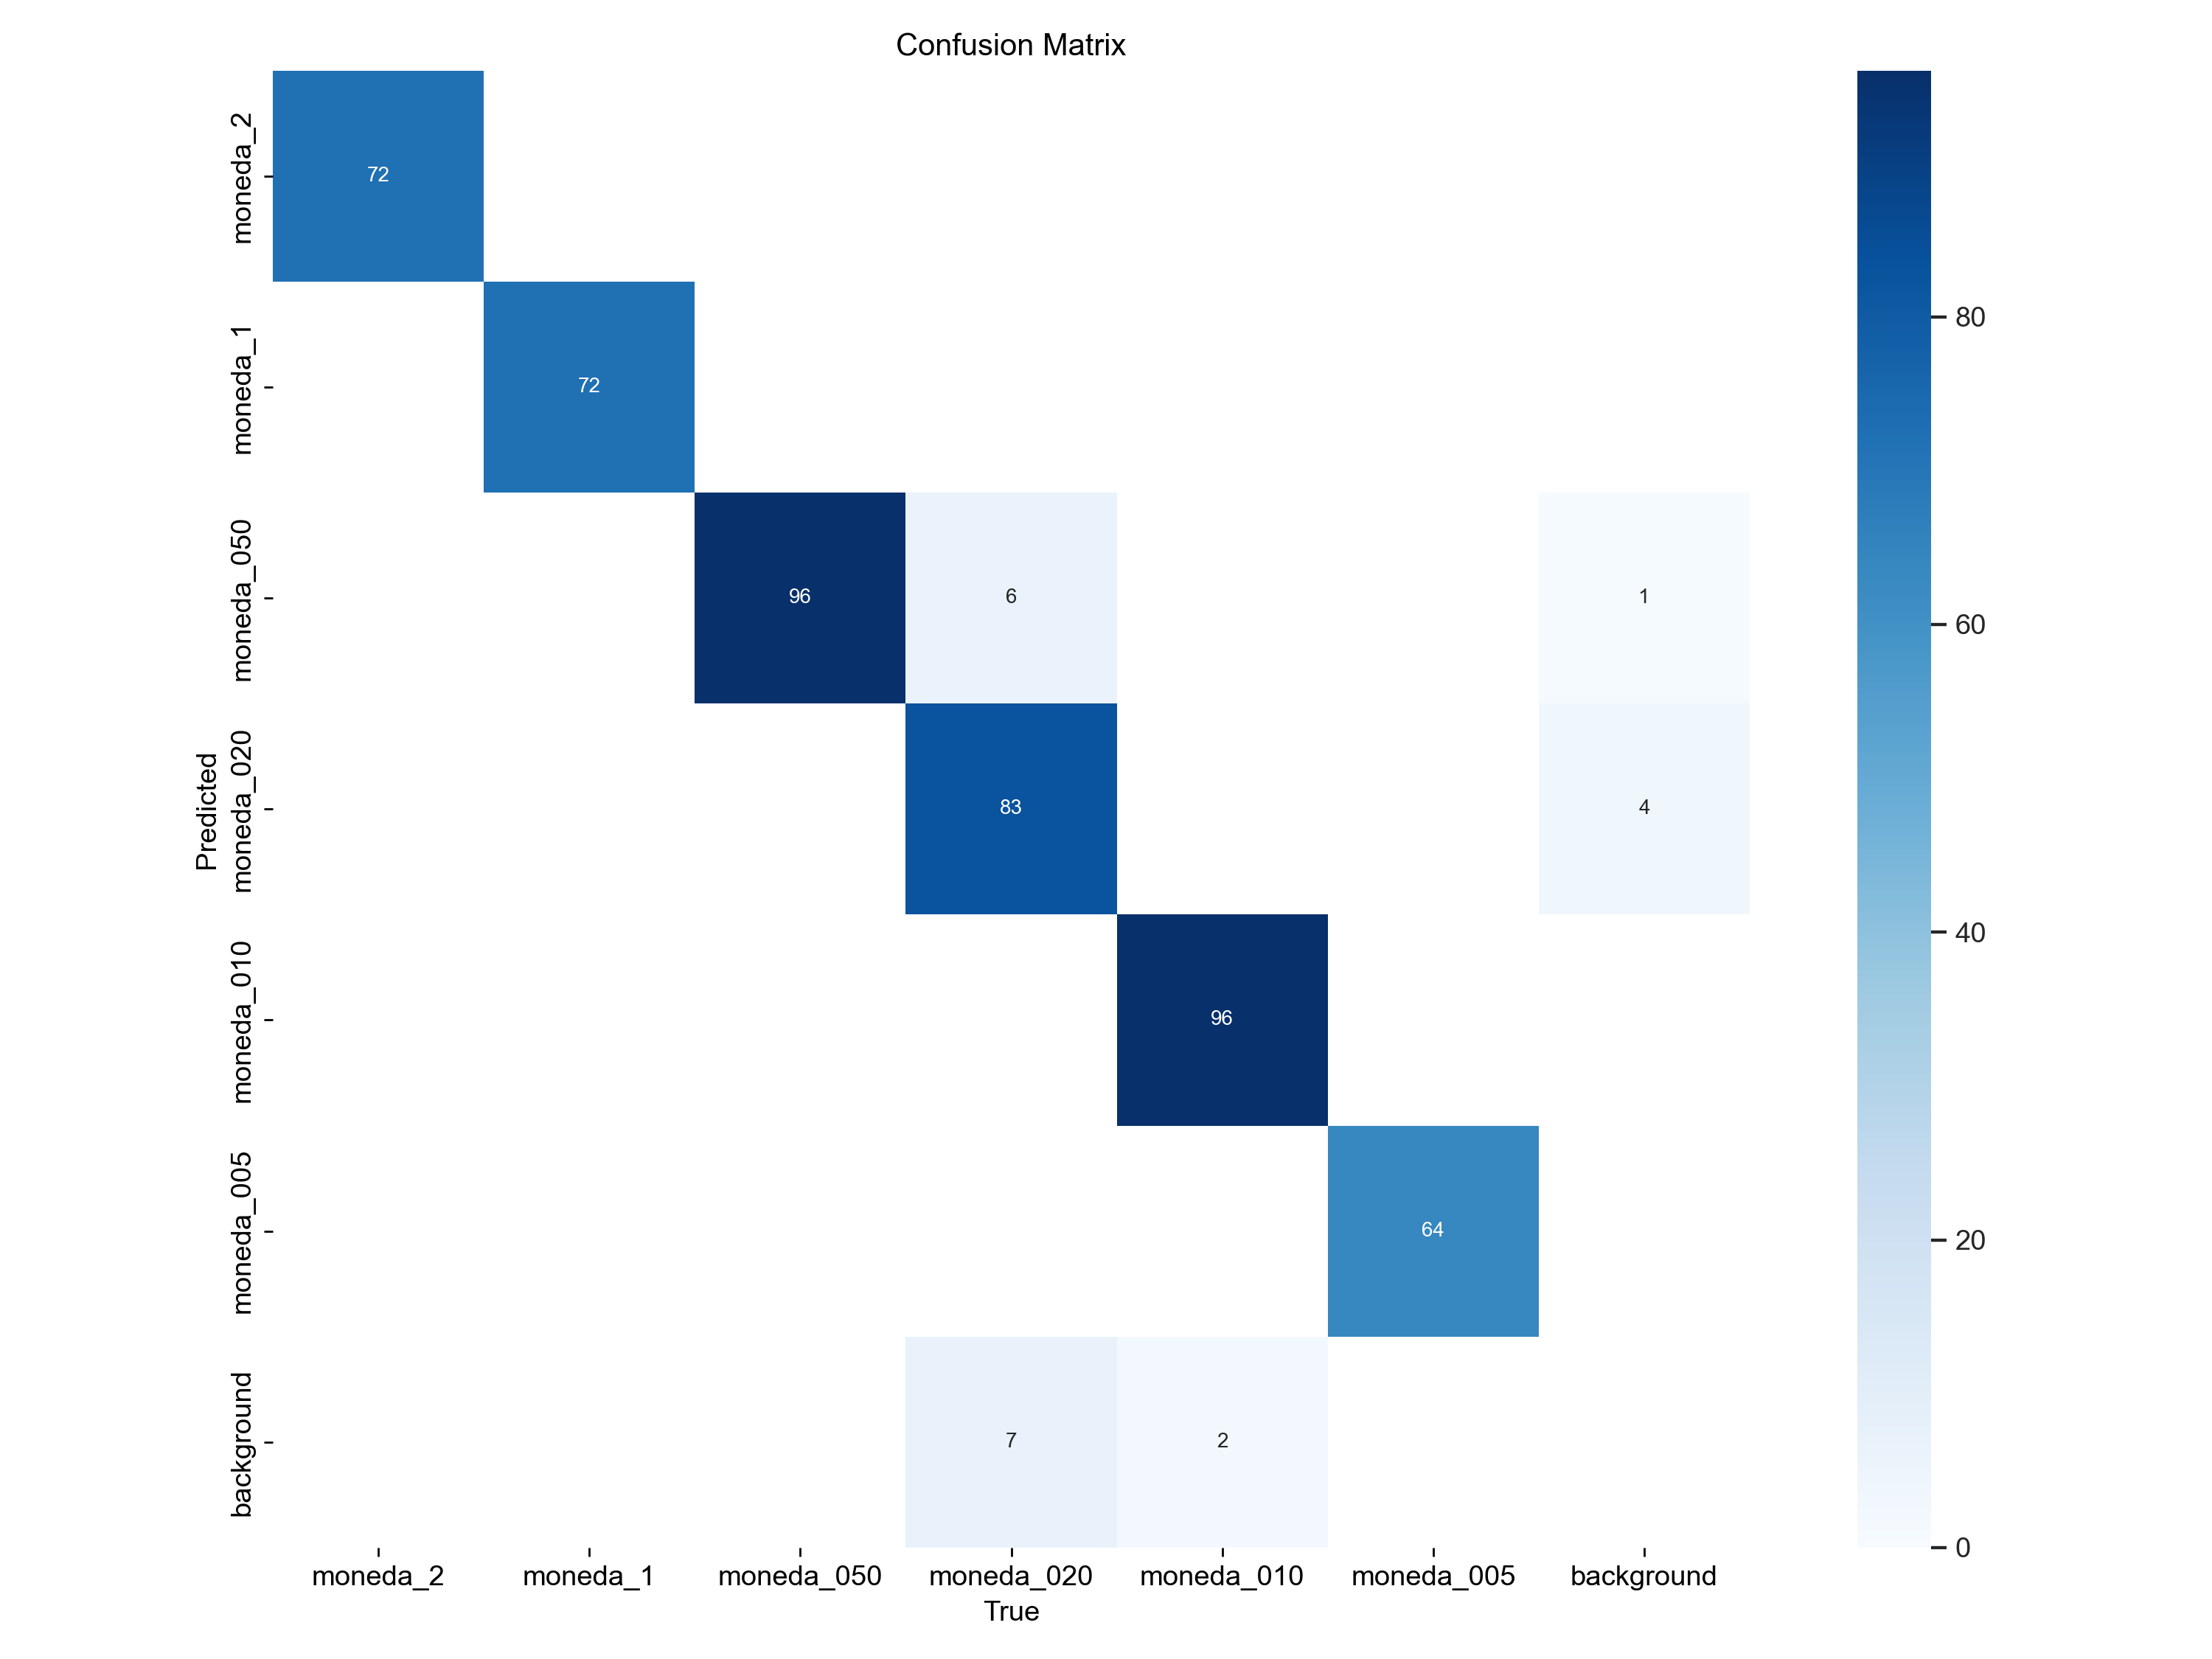 Confusion Matrix
moneda_2
72
moneda_1
72
80
moneda_050
96 6 1
60
Predicted
moneda_020
83 4
40
moneda_010
96
moneda_005
64
20
background
7 2
0
moneda_2 moneda_1 moneda_050 moneda_020 moneda_010 moneda_005 background
True